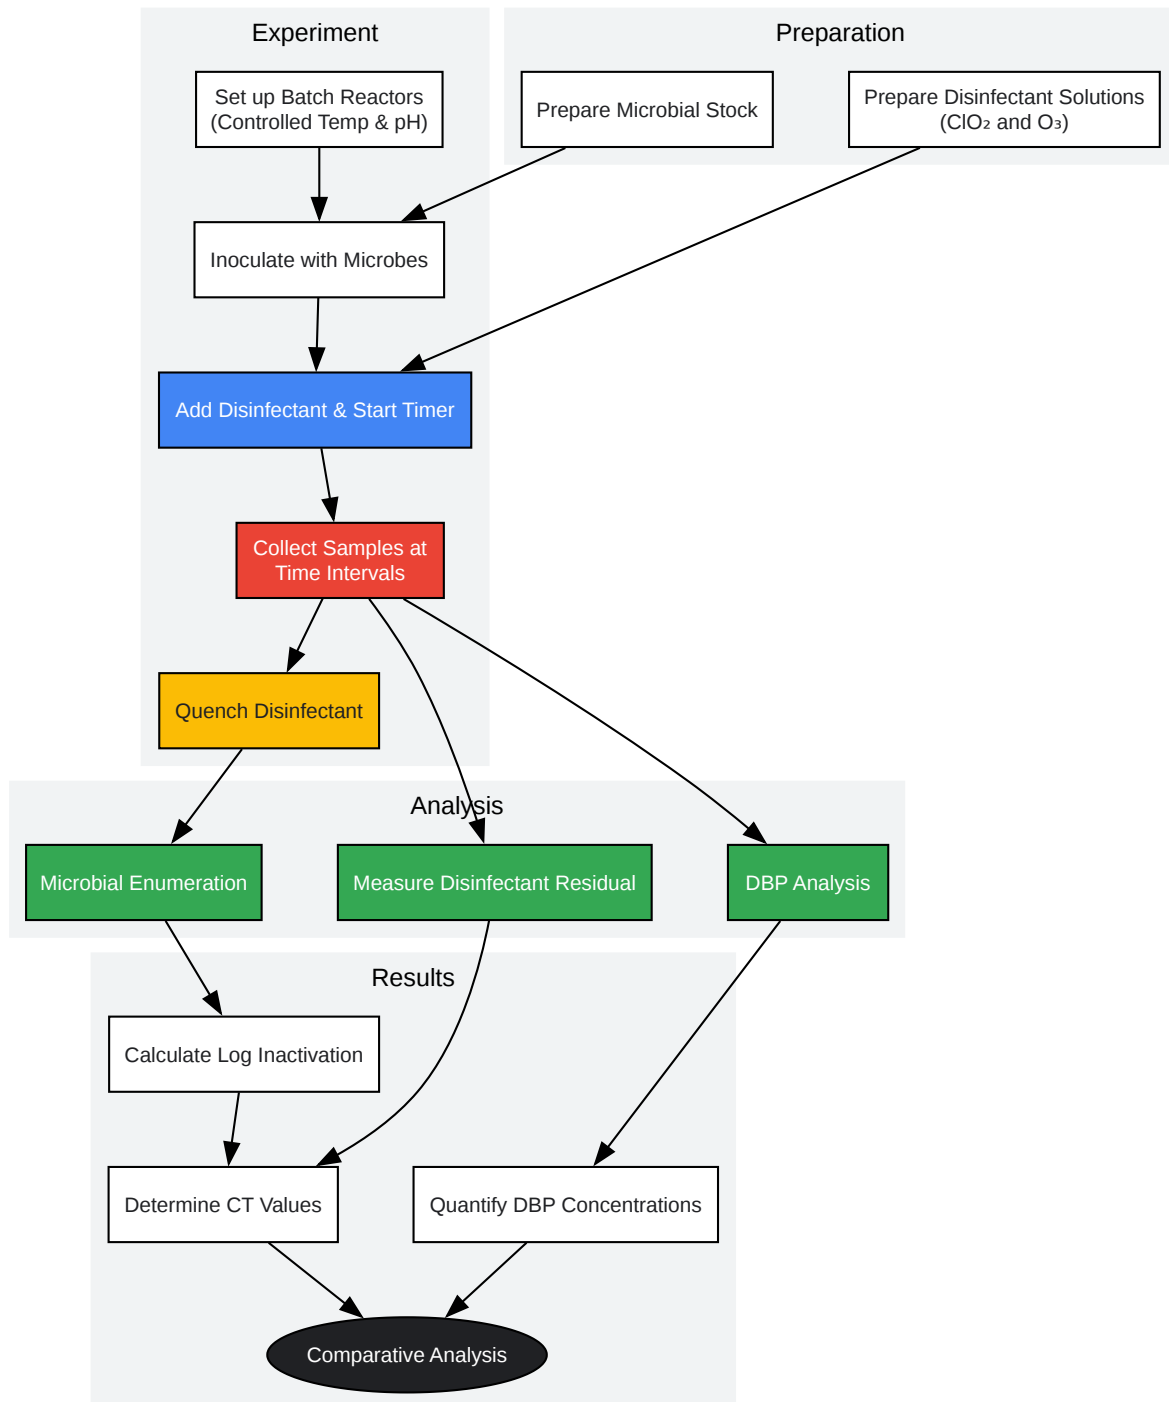 Experiment
Preparation
Set up Batch Reactors
(Controlled Temp & pH)
Prepare Microbial Stock
Prepare Disinfectant Solutions
(ClO₂ and O₃)
Inoculate with Microbes
Add Disinfectant & Start Timer
Collect Samples at
Time Intervals
Quench Disinfectant
Analysis
Microbial Enumeration
Measure Disinfectant Residual
DBP Analysis
Results
Calculate Log Inactivation
Determine CT Values
Quantify DBP Concentrations
Comparative Analysis